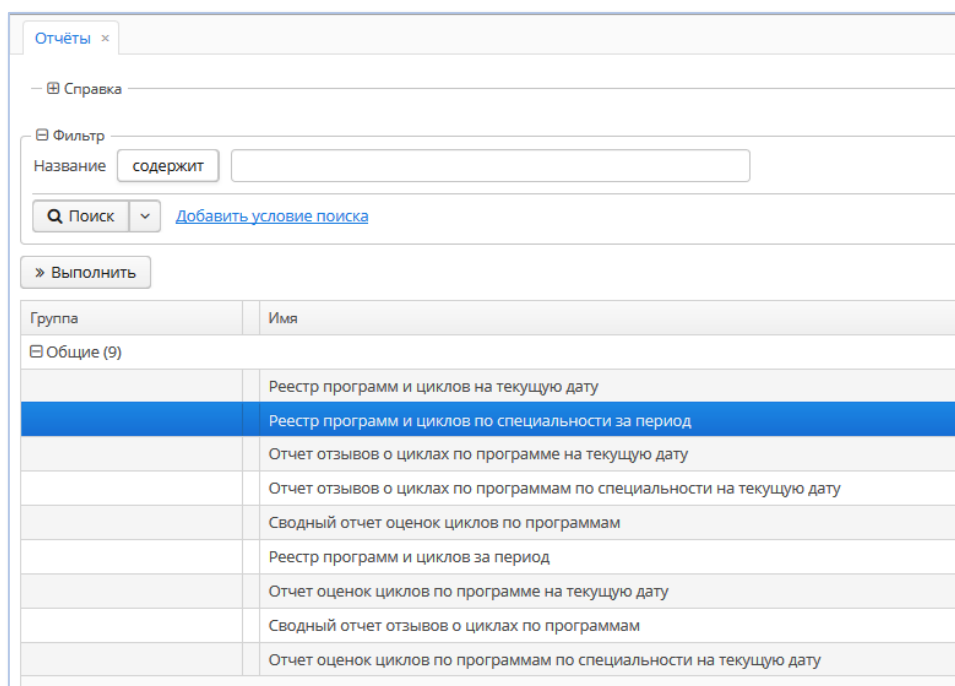 Отчёты ×
Справка
Фильтр
Название содержит
Поиск Добавить условие поиска
» Выполнить
Группа Имя
Общие (9)
Реестр программ и циклов на текущую дату
Реестр программ и циклов по специальности за период
Отчет отзывов о циклах по программе на текущую дату
Отчет отзывов о циклах по программам по специальности на текущую дату
Сводный отчет оценок циклов по программам
Реестр программ и циклов за период
Отчет оценок циклов по программе на текущую дату
Сводный отчет отзывов о циклах по программам
Отчет оценок циклов по программам по специальности на текущую дату